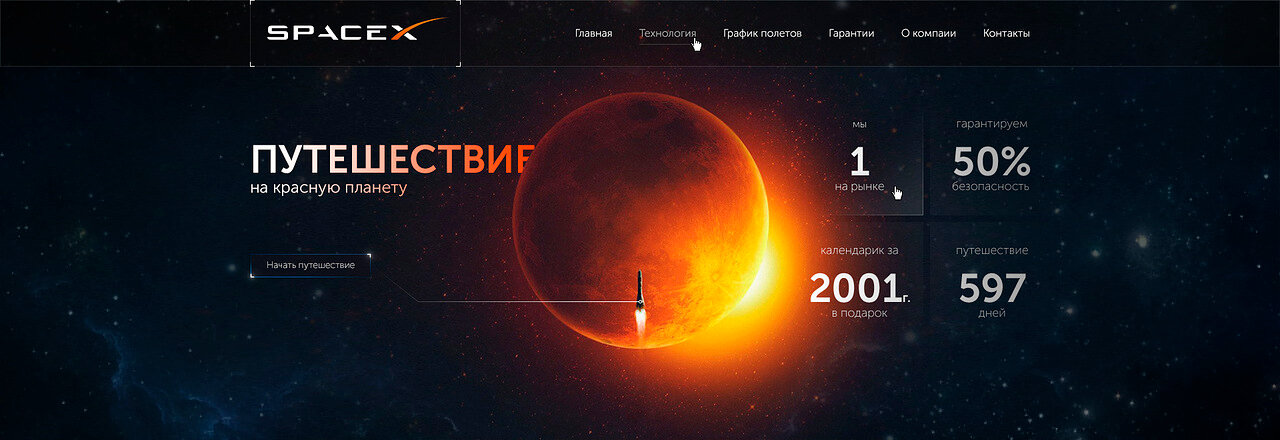 SPACEX
Главная
Технология
График полетов
Гарантии
О компаии
Контакты
ПУТЕШЕСТВИЕ
на красную планету
Начать путешествие
мы
1
на рынке
гарантируем
50%
безопасность
календарик за
2001г.
в подарок
путешествие
597
дней